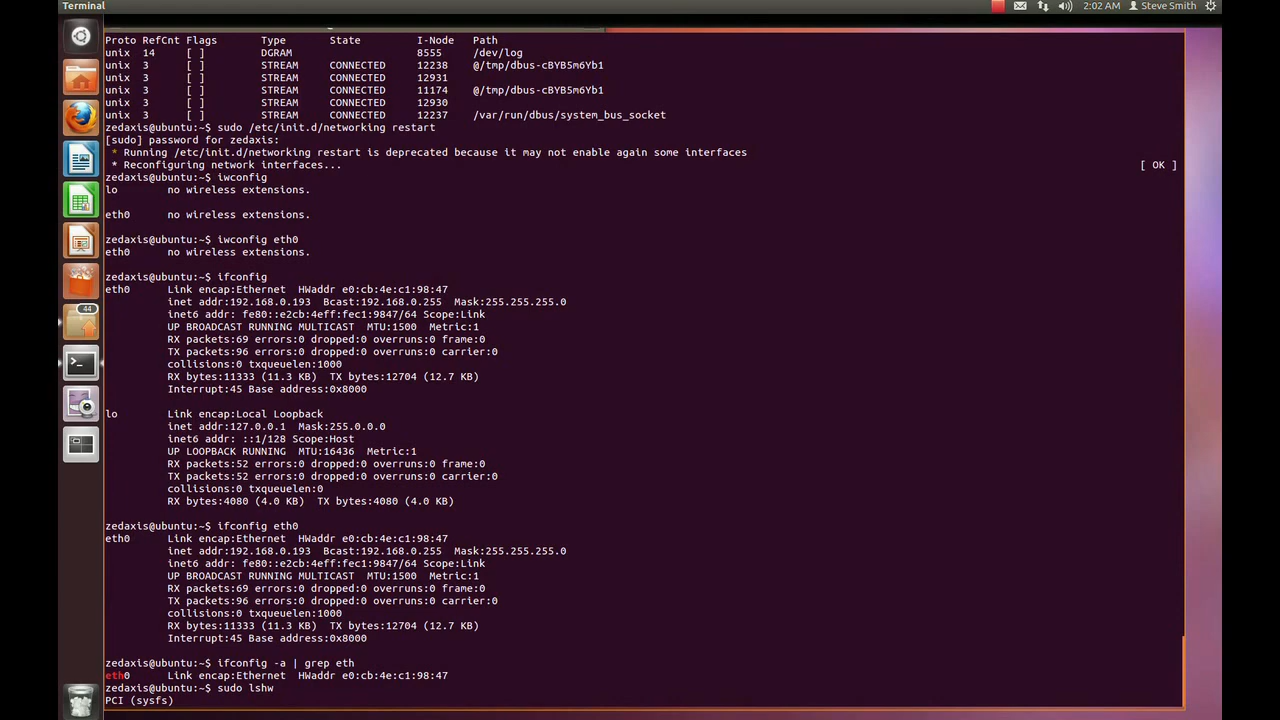 Terminal
2:02 AM
Steve Smith
Proto RefCnt Flags       Type       State         I-Node   Path
unix  14     [ ]         DGRAM                    8555     /dev/log
unix  3      [ ]         STREAM     CONNECTED     12238    @/tmp/dbus-cBYB5m6Yb1
unix  3      [ ]         STREAM     CONNECTED     12931
unix  3      [ ]         STREAM     CONNECTED     11174    @/tmp/dbus-cBYB5m6Yb1
unix  3      [ ]         STREAM     CONNECTED     12930
unix  3      [ ]         STREAM     CONNECTED     12237    /var/run/dbus/system_bus_socket
zedaxis@ubuntu:~$ sudo /etc/init.d/networking restart
[sudo] password for zedaxis:
 * Running /etc/init.d/networking restart is deprecated because it may not enable again some interfaces
 * Reconfiguring network interfaces...                                [ OK ]
zedaxis@ubuntu:~$ iwconfig
lo        no wireless extensions.
eth0      no wireless extensions.
zedaxis@ubuntu:~$ iwconfig eth0
eth0      no wireless extensions.
zedaxis@ubuntu:~$ ifconfig
eth0      Link encap:Ethernet  HWaddr e0:cb:4e:c1:98:47
          inet addr:192.168.0.193  Bcast:192.168.0.255  Mask:255.255.255.0
          inet6 addr: fe80::e2cb:4eff:fec1:9847/64 Scope:Link
          UP BROADCAST RUNNING MULTICAST  MTU:1500  Metric:1
          RX packets:69 errors:0 dropped:0 overruns:0 frame:0
          TX packets:96 errors:0 dropped:0 overruns:0 carrier:0
          collisions:0 txqueuelen:1000
          RX bytes:11333 (11.3 KB)  TX bytes:12704 (12.7 KB)
          Interrupt:45 Base address:0x8000
44
lo        Link encap:Local Loopback
          inet addr:127.0.0.1  Mask:255.0.0.0
          inet6 addr: ::1/128 Scope:Host
          UP LOOPBACK RUNNING  MTU:16436  Metric:1
          RX packets:52 errors:0 dropped:0 overruns:0 frame:0
          TX packets:52 errors:0 dropped:0 overruns:0 carrier:0
          collisions:0 txqueuelen:0
          RX bytes:4080 (4.0 KB)  TX bytes:4080 (4.0 KB)
zedaxis@ubuntu:~$ ifconfig eth0
eth0      Link encap:Ethernet  HWaddr e0:cb:4e:c1:98:47
          inet addr:192.168.0.193  Bcast:192.168.0.255  Mask:255.255.255.0
          inet6 addr: fe80::e2cb:4eff:fec1:9847/64 Scope:Link
          UP BROADCAST RUNNING MULTICAST  MTU:1500  Metric:1
          RX packets:69 errors:0 dropped:0 overruns:0 frame:0
          TX packets:96 errors:0 dropped:0 overruns:0 carrier:0
          collisions:0 txqueuelen:1000
          RX bytes:11333 (11.3 KB)  TX bytes:12704 (12.7 KB)
          Interrupt:45 Base address:0x8000
zedaxis@ubuntu:~$ ifconfig -a | grep eth
eth0      Link encap:Ethernet  HWaddr e0:cb:4e:c1:98:47
zedaxis@ubuntu:~$ sudo lshw
PCI (sysfs)